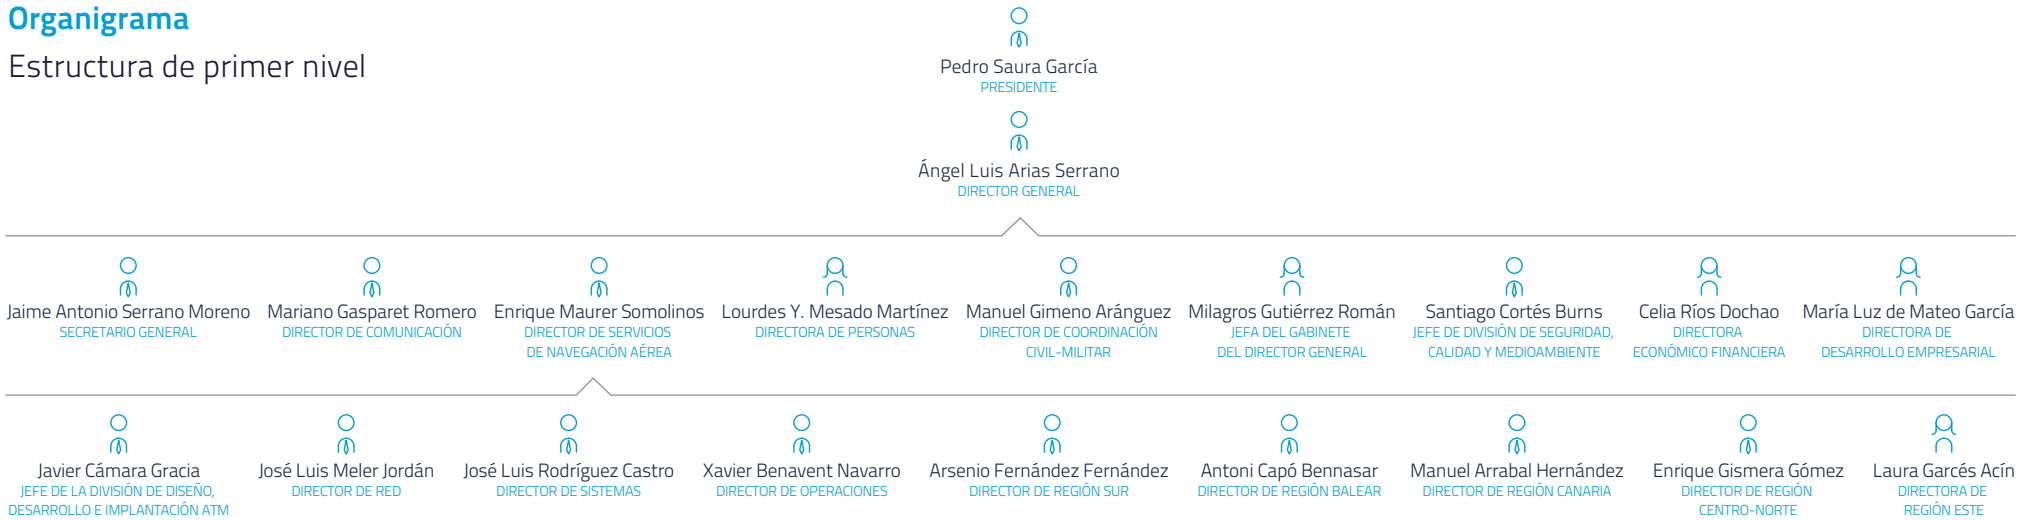 Organigrama
Estructura de primer nivel
Pedro Saura García
PRESIDENTE
Ángel Luis Arias Serrano
DIRECTOR GENERAL
Jaime Antonio Serrano Moreno
SECRETARIO GENERAL
Mariano Gasparet Romero
DIRECTOR DE COMUNICACIÓN
Enrique Maurer Somolinos
DIRECTOR DE SERVICIOS
DE NAVEGACIÓN AÉREA
Lourdes Y. Mesado Martínez
DIRECTORA DE PERSONAS
Manuel Gimeno Aránguez
DIRECTOR DE COORDINACIÓN
CIVIL-MILITAR
Milagros Gutiérrez Román
JEFA DEL GABINETE
DEL DIRECTOR GENERAL
Santiago Cortés Burns
JEFE DE DIVISIÓN DE SEGURIDAD,
CALIDAD Y MEDIOAMBIENTE
Celia Ríos Dochao
DIRECTORA
ECONÓMICO FINANCIERA
María Luz de Mateo García
DIRECTORA DE
DESARROLLO EMPRESARIAL
Javier Cámara Gracia
JEFE DE LA DIVISIÓN DE DISEÑO,
DESARROLLO E IMPLANTACIÓN ATM
José Luis Meler Jordán
DIRECTOR DE RED
José Luis Rodríguez Castro
DIRECTOR DE SISTEMAS
Xavier Benavent Navarro
DIRECTOR DE OPERACIONES
Arsenio Fernández Fernández
DIRECTOR DE REGIÓN SUR
Antoni Capó Bennasar
DIRECTOR DE REGIÓN BALEAR
Manuel Arrabal Hernández
DIRECTOR DE REGIÓN CANARIA
Enrique Gismera Gómez
DIRECTOR DE REGIÓN
CENTRO-NORTE
Laura Garcés Acín
DIRECTORA DE
REGIÓN ESTE